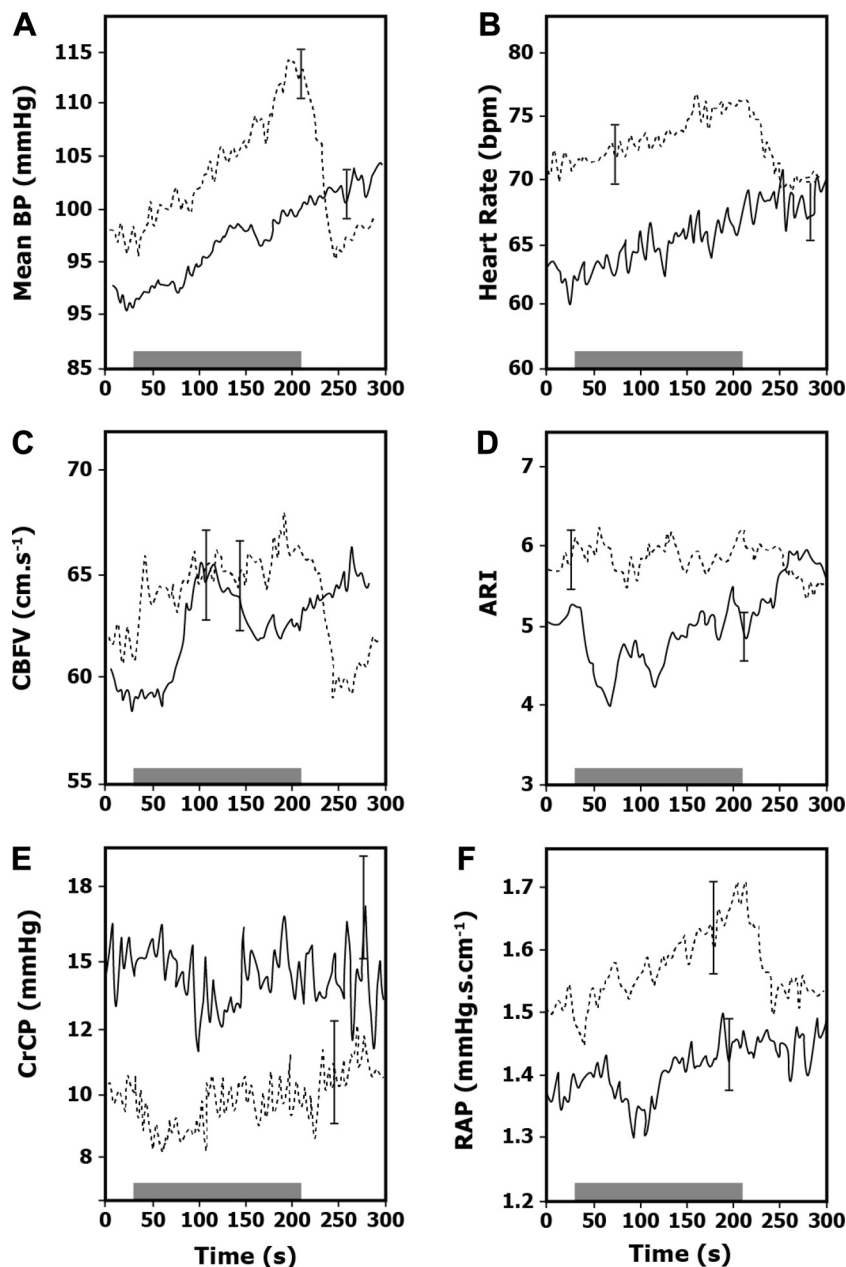 A
B
Mean BP (mmHg)
115
110
105
100
95
95
85
0 50 100 150 200 250 300
Heart Rate (bpm)
80
75
70
65
60
60
0 50 100 150 200 250 300
C
D
CBFV (cm.s⁻¹)
70
65
60
55
0 50 100 150 200 250 300
ARI
7
6
5
4
3
0 50 100 150 200 250 300
E
F
CrCP (mmHg)
18
15
12
10
8
0 50 100 150 200 250 300
Time (s)
RAP (mmHg.s.cm⁻¹)
1.7
1.6
1.5
1.4
1.3
1.2
0 50 100 150 200 250 300
Time (s)